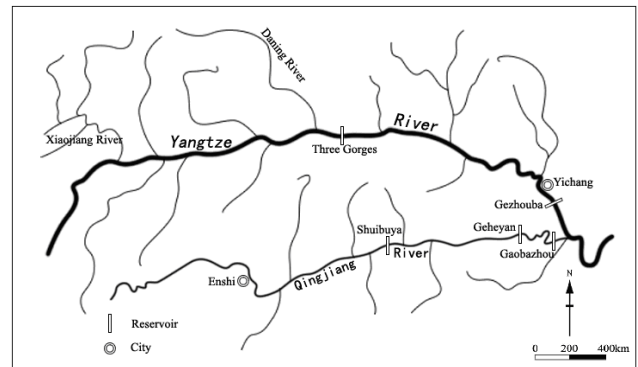 Daning River
Xiaojiang River
Yangtze
River
Three Gorges
Yichang
Gezhouba
Shuibuya
Geheyan
Gaobazhou
Enshi
Qingjiang
River
N
Reservoir
City
0 200 400km